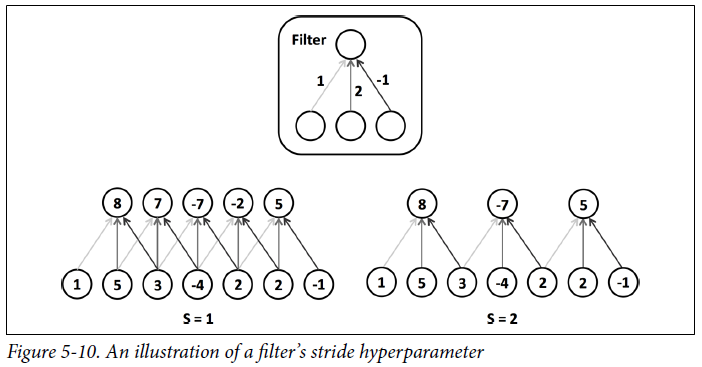 Filter
1 2 -1
8 7 -7 -2 5
1 5 3 -4 2 2 -1
S = 1
8 -7 5
1 5 3 -4 2 2 -1
S = 2
Figure 5-10. An illustration of a filter's stride hyperparameter